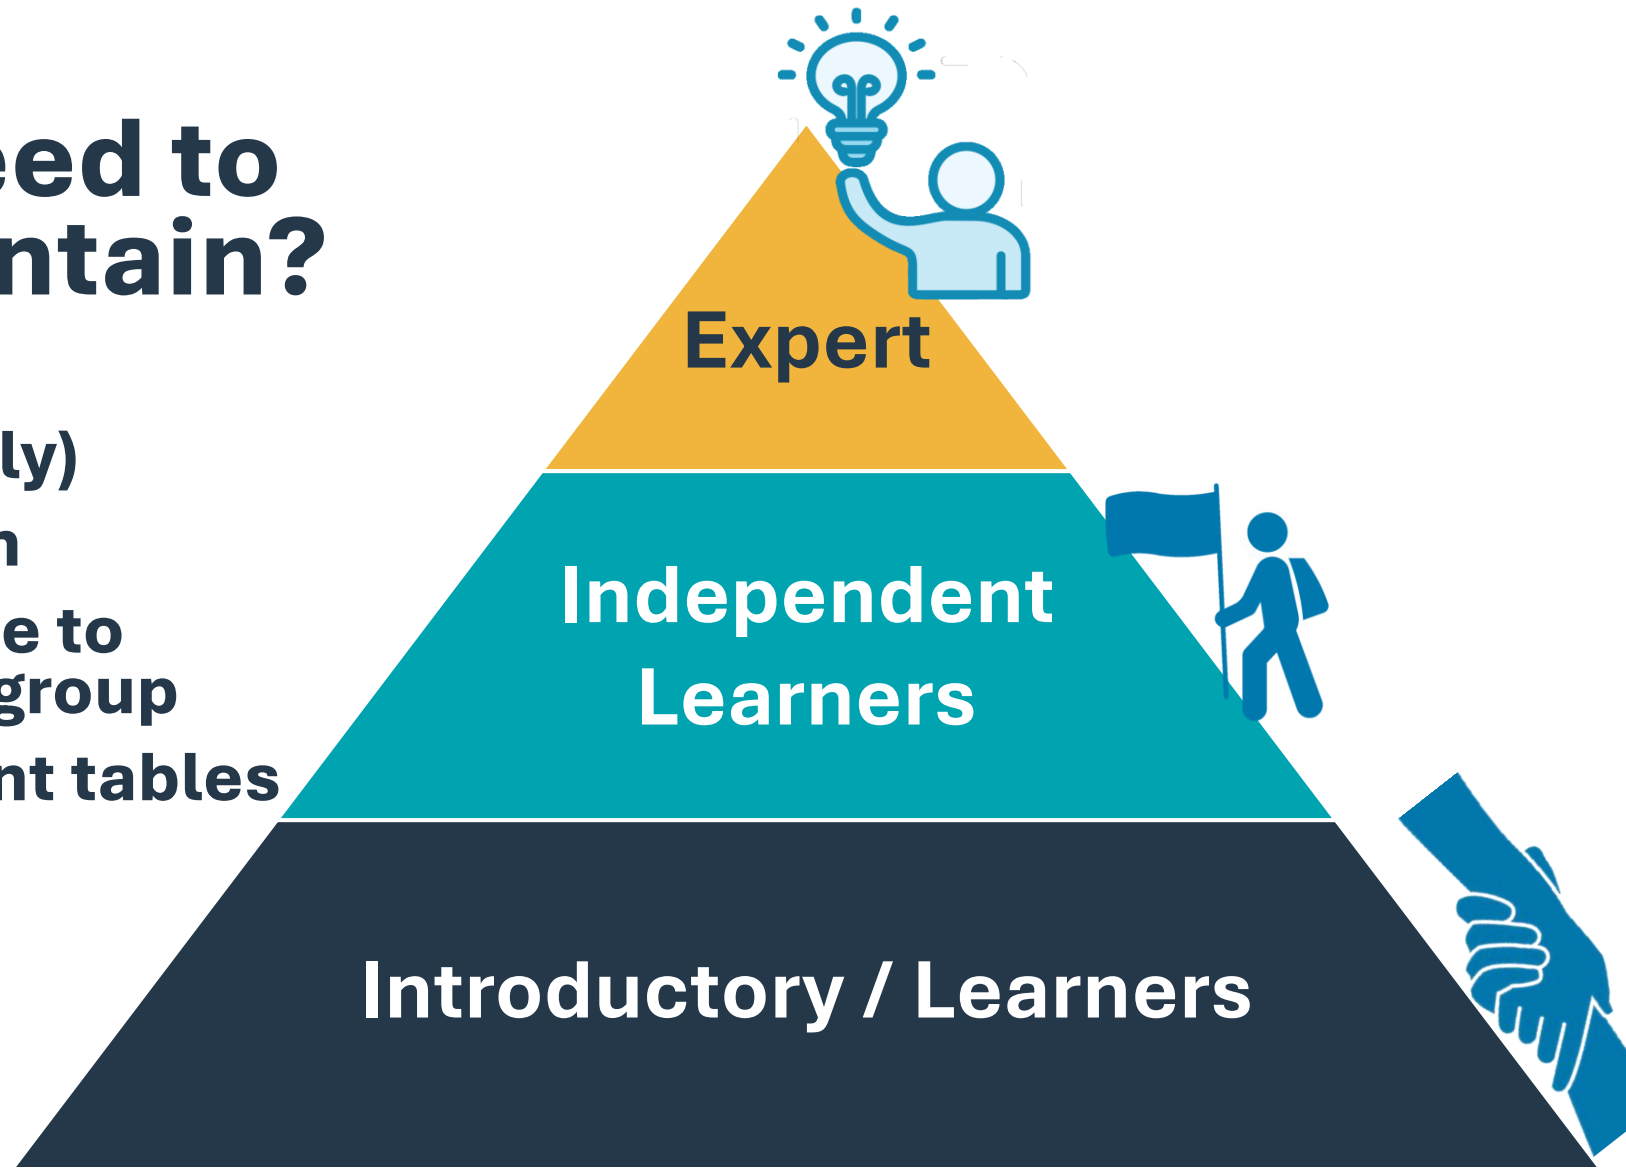 eed to
ntain?
ly)
n
e to
group
nt tables
Expert
Independent
Learners
Introductory / Learners